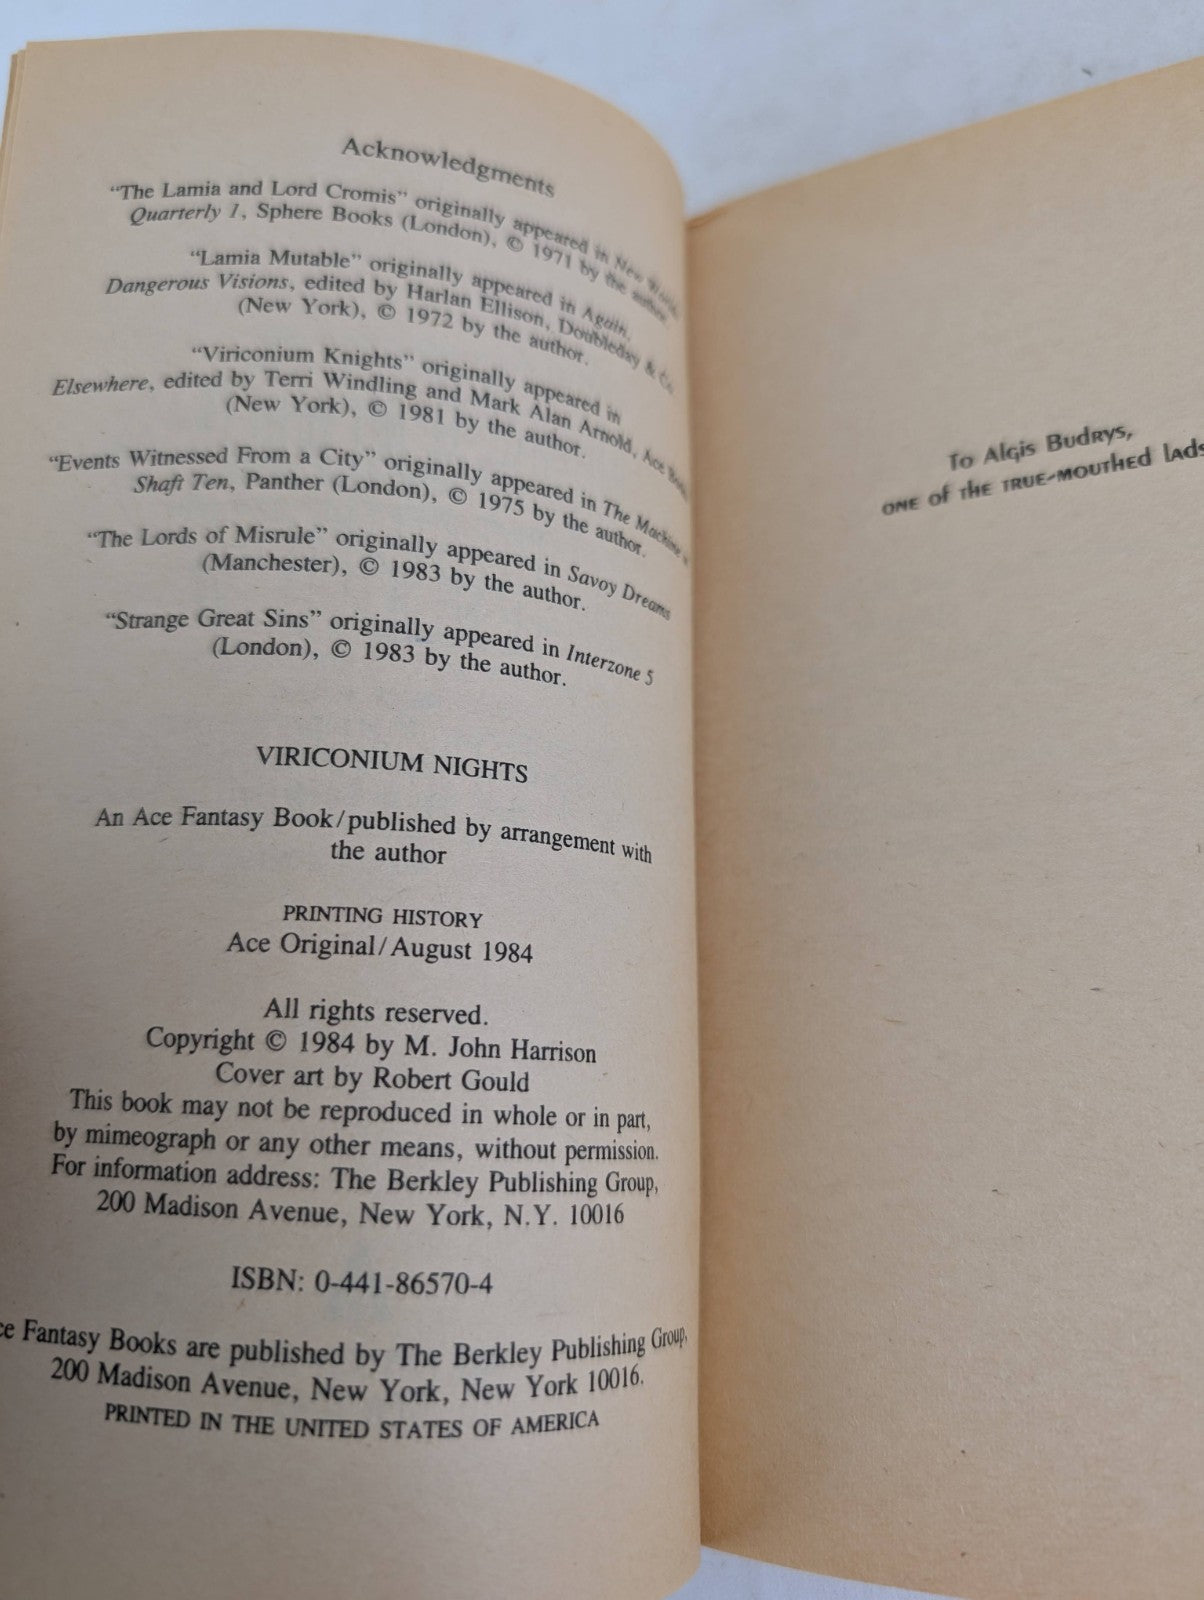 Acknowledgments
“The Lamia and Lord Cromis” originally appeared in New Worlds
Quarterly 1, Sphere Books (London), © 1971 by the author.
“Lamia Mutable” originally appeared in Again,
Dangerous Visions, edited by Harlan Ellison, Doubleday & Co.
(New York), © 1972 by the author.
“Viriconium Knights” originally appeared in
Elsewhere, edited by Terri Windling and Mark Alan Arnold, Ace Books
(New York), © 1981 by the author.
“Events Witnessed From a City” originally appeared in The Machine in
Shaft Ten, Panther (London), © 1975 by the author.
“The Lords of Misrule” originally appeared in Savoy Dreams
(Manchester), © 1983 by the author.
“Strange Great Sins” originally appeared in Interzone 5
(London), © 1983 by the author.
VIRICONIUM NIGHTS
An Ace Fantasy Book/published by arrangement with
the author
PRINTING HISTORY
Ace Original/August 1984
All rights reserved.
Copyright © 1984 by M. John Harrison
Cover art by Robert Gould
This book may not be reproduced in whole or in part,
by mimeograph or any other means, without permission.
For information address: The Berkley Publishing Group,
200 Madison Avenue, New York, N.Y. 10016
ISBN: 0-441-86570-4
ce Fantasy Books are published by The Berkley Publishing Group,
200 Madison Avenue, New York, New York 10016.
PRINTED IN THE UNITED STATES OF AMERICA
To Algis Budrys,
one of the true-mouthed lads